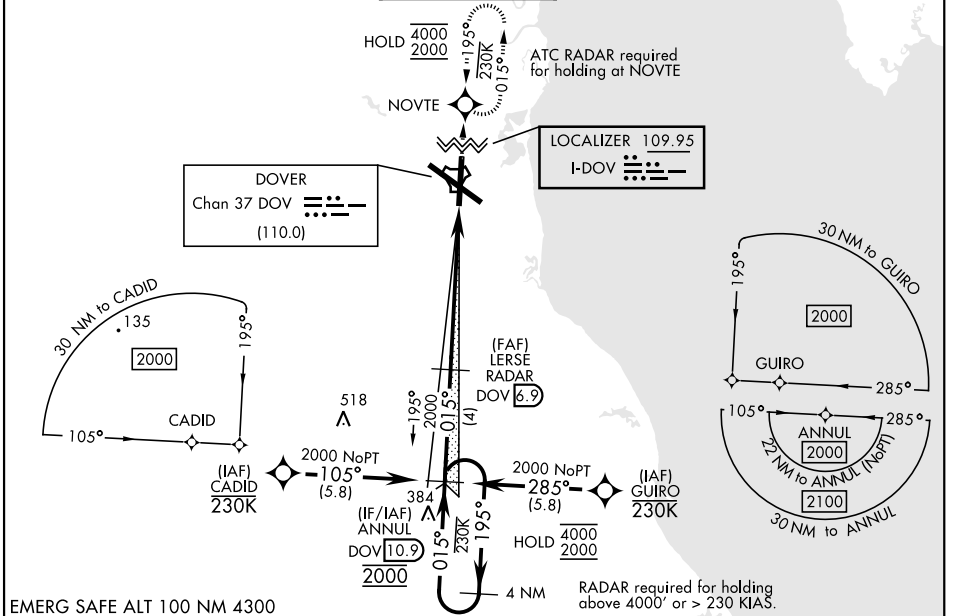 HOLD 4000
2000
195°
230K
015°
ATC RADAR required
for holding at NOVTE
NOVTE
LOCALIZER 109.95
I-DOV
DOVER
Chan 37 DOV
(110.0)
30 NM to CADID
135
2000
195°
105°
CADID
30 NM to GUIRO
195°
2000
GUIRO
285°
105°
285°
ANNUL
2000
22 NM to ANNUL (NoPT)
2100
30 NM to ANNUL
(FAF)
LERSE
RADAR
DOV 6.9
195°
2000
015°
(4)
518
(IAF)
CADID
230K
2000 NoPT
105°
(5.8)
384
(IF/IAF)
ANNUL
DOV 10.9
2000
015°
230K
195°
2000 NoPT
285°
(5.8)
(IAF)
GUIRO
230K
HOLD 4000
2000
4 NM
RADAR required for holding
above 4000' or > 230 KIAS.
EMERG SAFE ALT 100 NM 4300